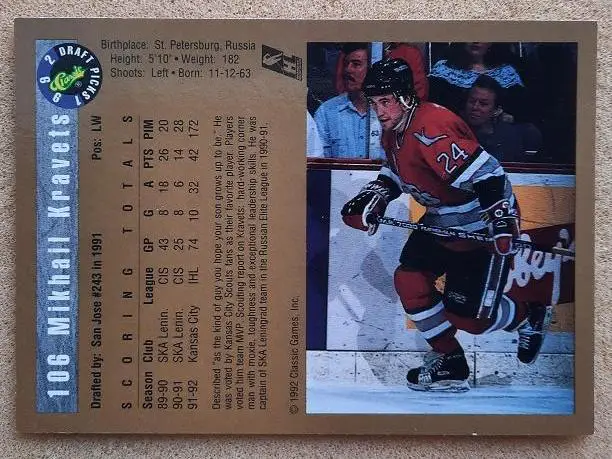 1992 DRAFT PICKS
Classic
106 Mikhail Kravets
Birthplace: St. Petersburg, Russia
Height: 5'10" • Weight: 182
Shoots: Left • Born: 11-12-63
Drafted by: San Jose #243 in 1991 Pos: LW
SCORING TOTALS
Season Club League GP G A PTS PIM
89-90 SKA Lenin. CIS 43 8 18 26 20
90-91 SKA Lenin. CIS 25 8 6 14 28
91-92 Kansas City IHL 74 10 32 42 172
Described "as the kind of guy you hope your son grows up to be." He
was voted by Kansas City Scouts fans as their favorite player. Players
voted him team MVP. Scouting report on Kravets: hard-working corner
man with moxie, toughness and exceptional leadership skills. He was
captain of SKA Leningrad team in the Russian Elite League in 1990-91.
© 1992 Classic Games, Inc.
24